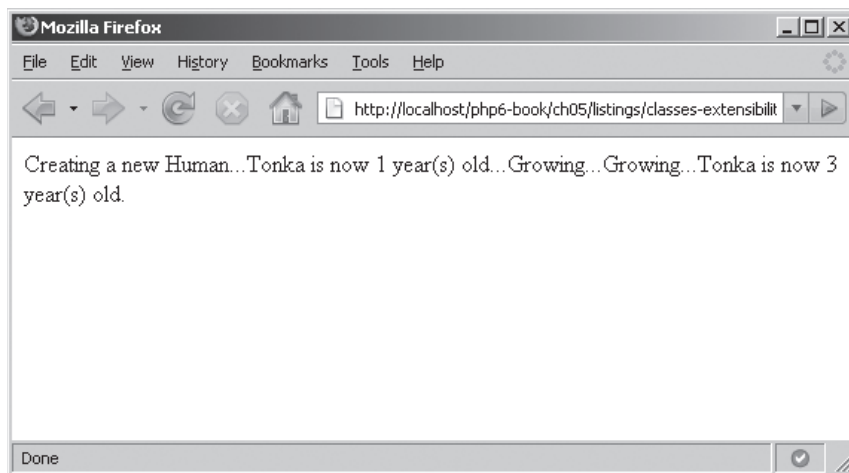 Mozilla Firefox
File Edit View History Bookmarks Tools Help
http://localhost/php6-book/ch05/listings/classes-extensibilit
Creating a new Human...Tonka is now 1 year(s) old...Growing...Growing...Tonka is now 3
year(s) old.
Done